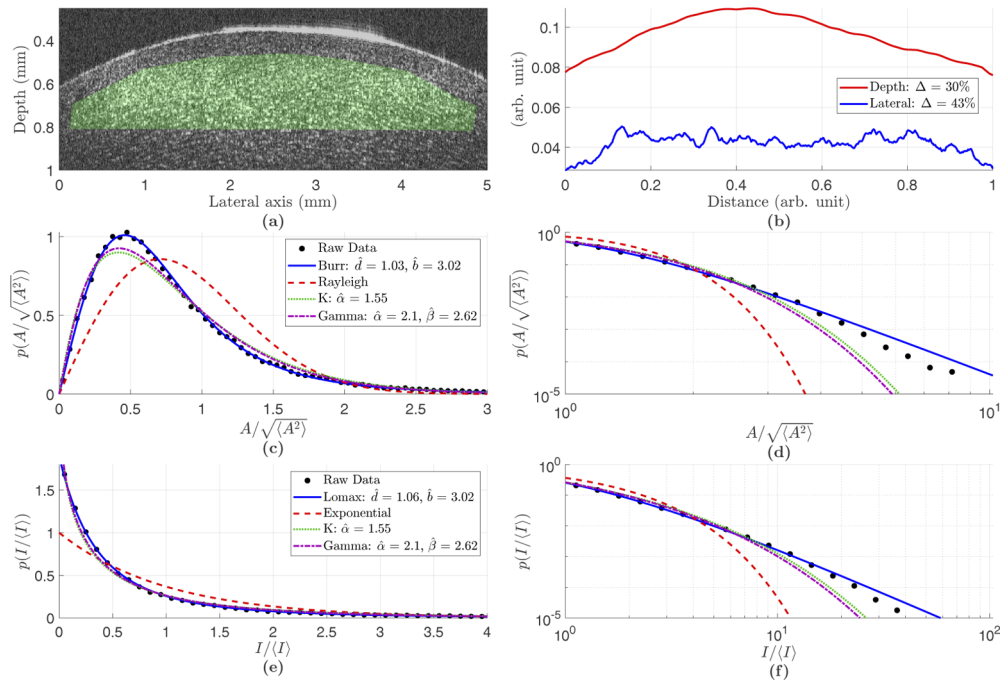 0.4
0.6
0.8
1
Depth (mm)
0
1
2
3
4
5
Lateral axis (mm)
(a)
0.1
0.08
0.06
0.04
(arb. unit)
Depth: Δ = 30%
Lateral: Δ = 43%
0
0.2
0.4
0.6
0.8
1
Distance (arb. unit)
(b)
1
0.5
0
p(A/√⟨A²⟩)
Raw Data
Burr: d̂ = 1.03, b̂ = 3.02
Rayleigh
K: α̂ = 1.55
Gamma: α̂ = 2.1, β̂ = 2.62
0
0.5
1
1.5
2
2.5
3
A/√⟨A²⟩
(c)
10⁰
10⁻⁵
p(A/√⟨A²⟩)
10⁰
10¹
A/√⟨A²⟩
(d)
1.5
1
0.5
0
p(I/⟨I⟩)
Raw Data
Lomax: d̂ = 1.06, b̂ = 3.02
Exponential
K: α̂ = 1.55
Gamma: α̂ = 2.1, β̂ = 2.62
0
0.5
1
1.5
2
2.5
3
3.5
4
I/⟨I⟩
(e)
10⁰
10⁻⁵
p(I/⟨I⟩)
10⁰
10¹
10²
I/⟨I⟩
(f)